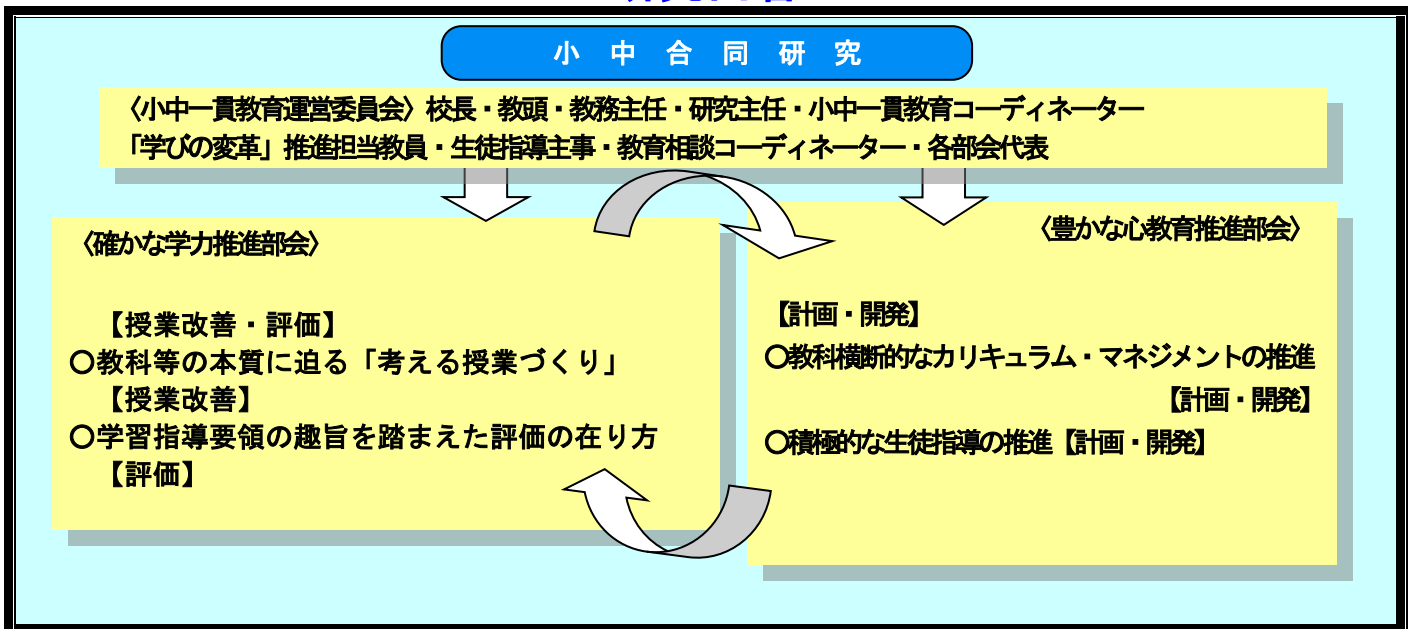 小中合同研究
〈小中一貫教育運営委員会〉校長・教頭・教務主任・研究主任・小中一貫教育コーディネーター
「学びの変革」推進担当教員・生徒指導主事・教育相談コーディネーター・各部会代表
〈確かな学力推進部会〉
【授業改善・評価】
〇教科等の本質に迫る「考える授業づくり」
【授業改善】
〇学習指導要領の趣旨を踏まえた評価の在り方
【評価】
〈豊かな心教育推進部会〉
【計画・開発】
〇教科横断的なカリキュラム・マネジメントの推進
【計画・開発】
〇積極的な生徒指導の推進【計画・開発】